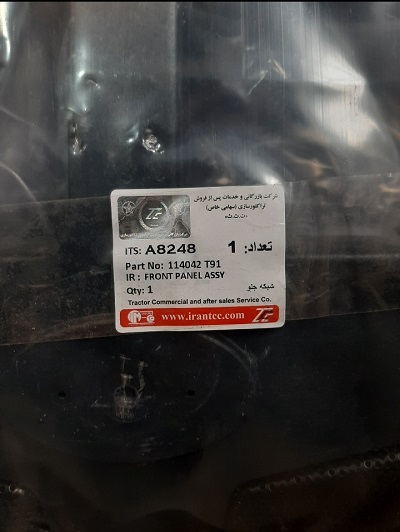 شرکت بازرگانی و خدمات پس از فروش
تراکتورسازی (سهامی خاص)
ITS: A8248
تعداد: 1
Part No: 114042 T91
IR : FRONT PANEL ASSY
Qty: 1
شبکه جلو
Tractor Commercial and after sales Service Co.
www.irantcc.com